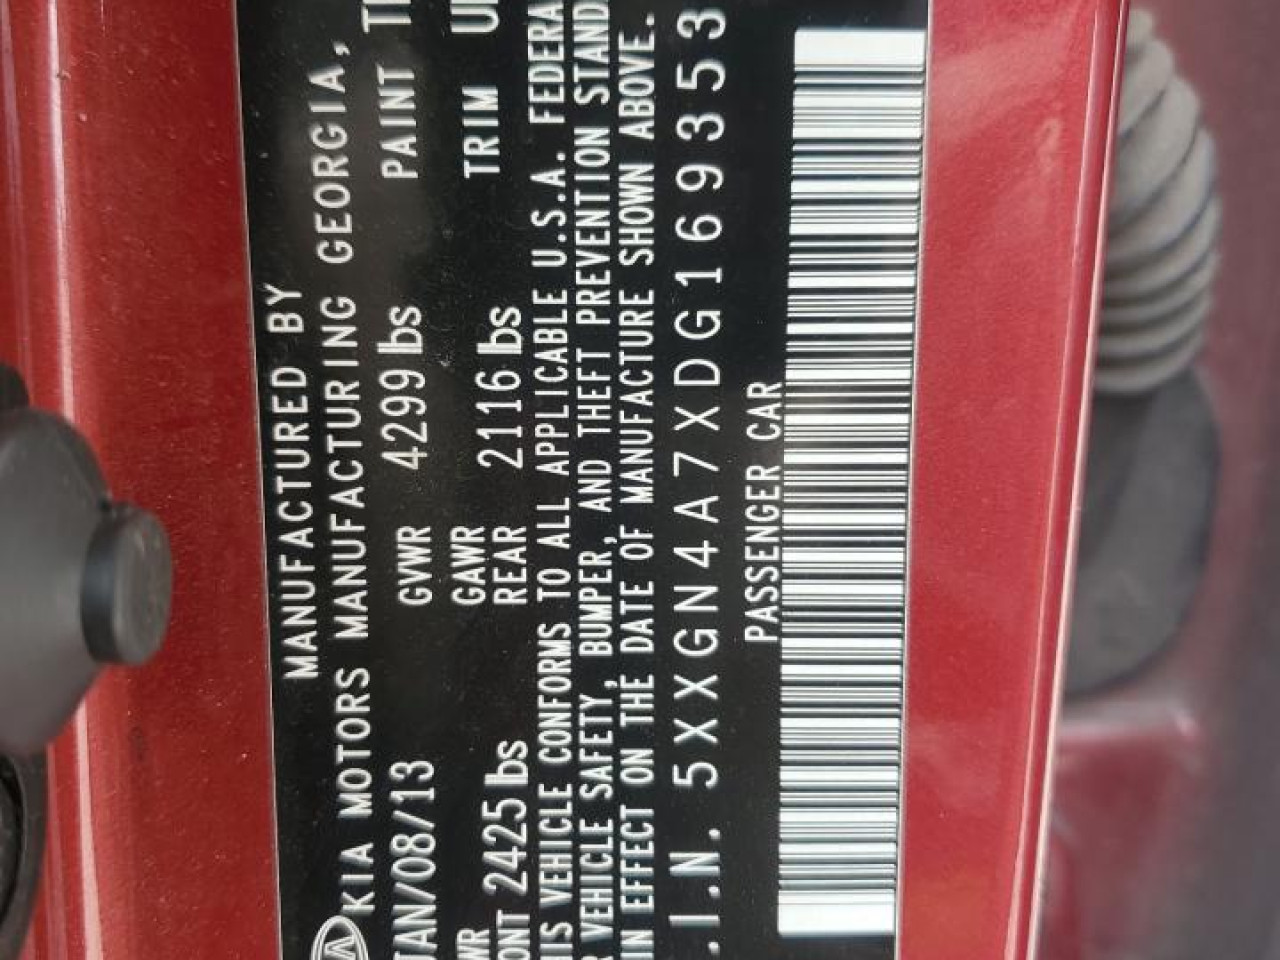 MANUFACTURED BY
KIA MOTORS MANUFACTURING GEORGIA,
JAN/08/13 GVWR 4299 lbs PAINT
WR GAWR TRIM
ONT 2425 lbs REAR 2116 lbs
HIS VEHICLE CONFORMS TO ALL APPLICABLE U.S.A. FEDERA
R VEHICLE SAFETY, BUMPER, AND THEFT PREVENTION STAND
IN EFFECT ON THE DATE OF MANUFACTURE SHOWN ABOVE.
.I.N. 5XXGN4A7XDG169353
PASSENGER CAR